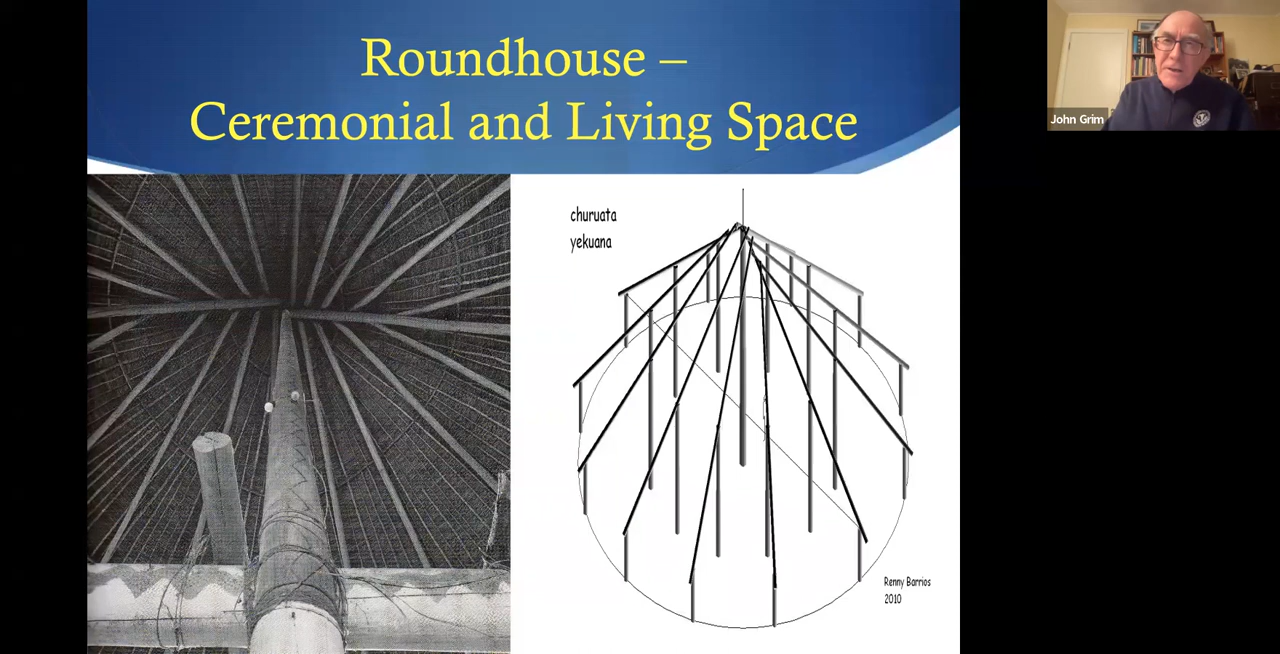 Roundhouse –
Ceremonial and Living Space
John Grim
churuata
yekuana
Renny Barrios
2010